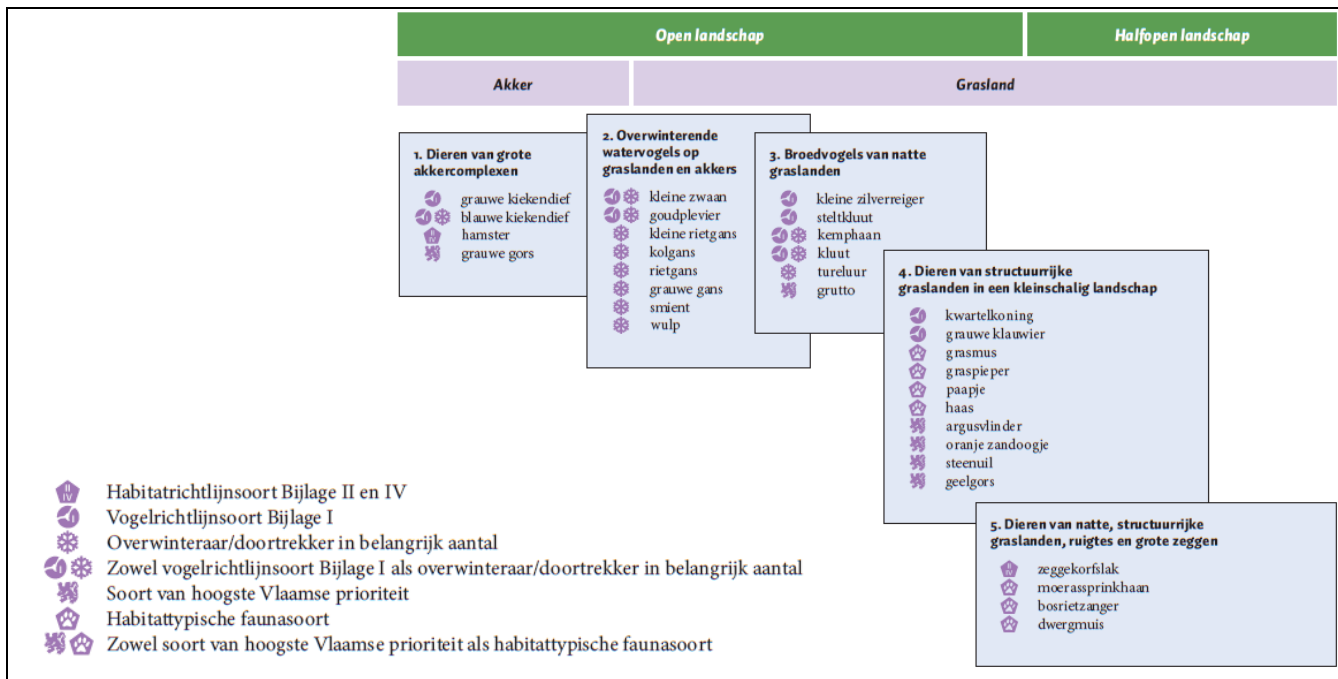 Open landschap
Halfopen landschap
Akker
Grasland
1. Dieren van grote
akkercomplexen
grauwe kiekendief
blauwe kiekendief
hamster
grauwe gors
2. Overwinterende
watervogels op
graslanden en akkers
kleine zwaan
goudplevier
kleine rietgans
kolgans
rietgans
grauwe gans
smient
wulp
3. Broedvogels van natte
graslanden
kleine zilverreiger
steltkluut
kemphaan
kluut
tureluur
grutto
4. Dieren van structuurrijke
graslanden in een kleinschalig landschap
kwartelkoning
grauwe klauwier
grasmus
graspieper
paapje
haas
argusvlinder
oranje zandoogje
steenuil
geelgors
5. Dieren van natte, structuurrijke
graslanden, ruigtes en grote zeggen
zeggekorfslak
moerassprinkhaan
bosrietzanger
dwergmuis
II
IV
Habitatrichtlijnsoort Bijlage II en IV
Vogelrichtlijnsoort Bijlage I
Overwinteraar/doortrekker in belangrijk aantal
Zowel vogelrichtlijnsoort Bijlage I als overwinteraar/doortrekker in belangrijk aantal
Soort van hoogste Vlaamse prioriteit
Habitattypische faunasoort
Zowel soort van hoogste Vlaamse prioriteit als habitattypische faunasoort